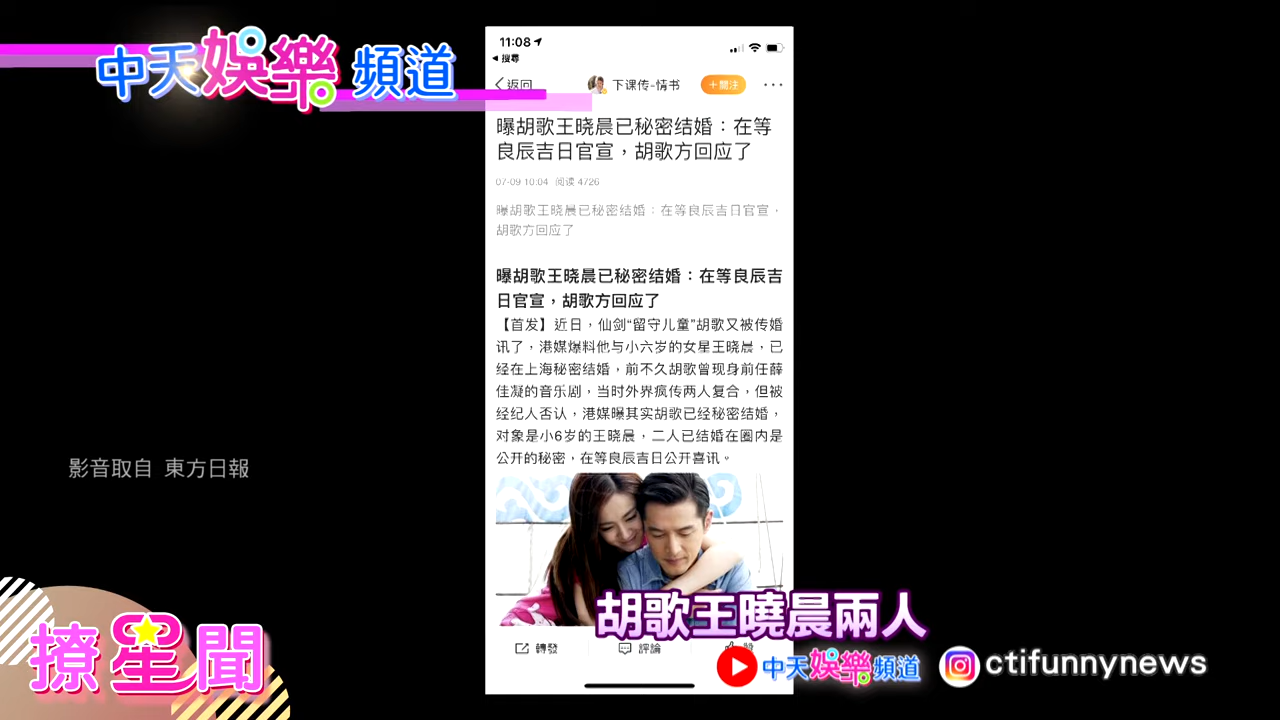 中天娛樂頻道
11:08
搜尋
返回
下课传-情书
+關注
曝胡歌王晓晨已秘密结婚：在等
良辰吉日官宣，胡歌方回应了
07-09 10:04 阅读 4726
曝胡歌王晓晨已秘密结婚：在等良辰吉日官宣，
胡歌方回应了
曝胡歌王晓晨已秘密结婚：在等良辰吉
日官宣，胡歌方回应了
【首发】近日，仙剑“留守儿童”胡歌又被传婚
讯了，港媒爆料他与小六岁的女星王晓晨，已
经在上海秘密结婚，前不久胡歌曾现身前任薛
佳凝的音乐剧，当时外界疯传两人复合，但被
经纪人否认，港媒曝其实胡歌已经秘密结婚，
对象是小6岁的王晓晨，二人已结婚在圈内是
公开的秘密，在等良辰吉日公开喜讯。
影音取自 東方日報
胡歌王曉晨兩人
撩星聞
轉發
評論
中天娛樂頻道
ctifunnynews